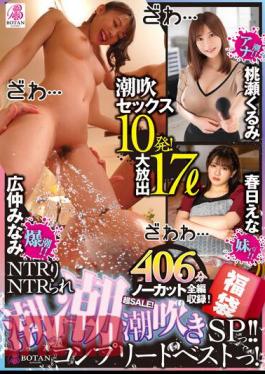 BOTAN
ざわ…
ざわ…
アナ潮!!
桃瀬くるみ
潮吹セックス
10発!
大放出
17ℓ
春日えな
妹っ!!
ざわわ…
広仲みなみ
爆潮!!
406分
ノーカット全編
収録!
福袋
NTRり
NTRられ
超SALE!
潮吹き
SPっ!!
BOTAN
コンプリートベストっ!